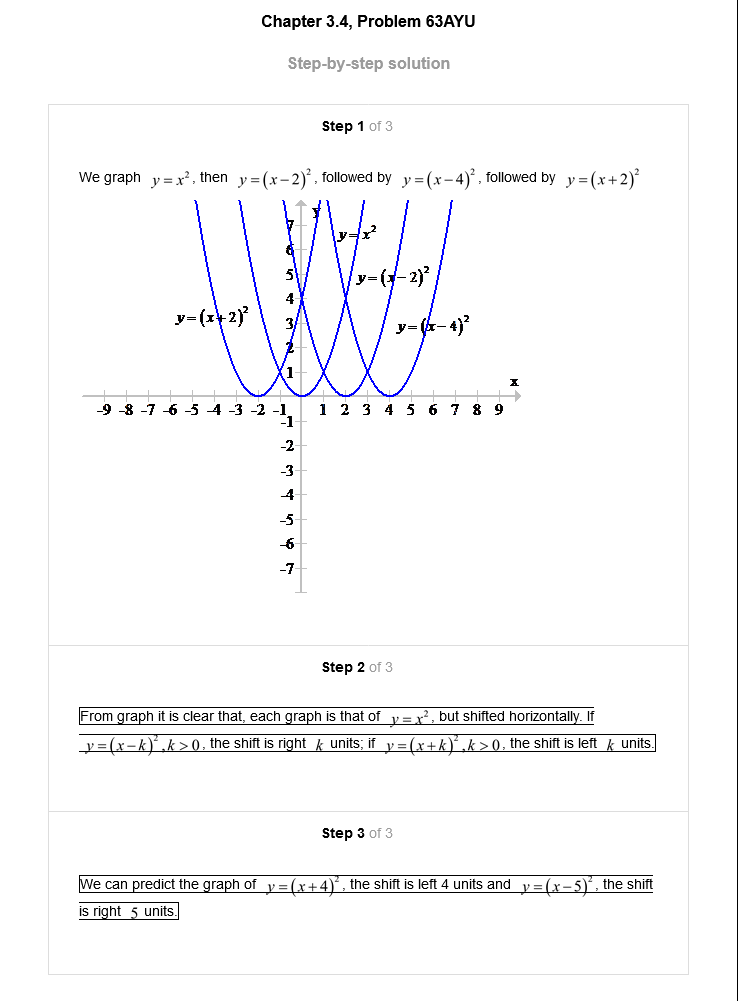 Chapter 3.4, Problem 63AYU
Step-by-step solution
Step 1 of 3
We graph y = x², then y = (x − 2)², followed by y = (x − 4)², followed by y = (x + 2)²
y
7
y = x²
6
5
y = (x − 2)²
4
y = (x + 2)²
3
y = (x − 4)²
2
1
x
-9 -8 -7 -6 -5 -4 -3 -2 -1 1 2 3 4 5 6 7 8 9
-1
-2
-3
-4
-5
-6
-7
Step 2 of 3
From graph it is clear that, each graph is that of y = x², but shifted horizontally. If
y = (x − k)², k > 0, the shift is right k units; if y = (x + k)², k > 0, the shift is left k units.
Step 3 of 3
We can predict the graph of y = (x + 4)², the shift is left 4 units and y = (x − 5)², the shift
is right 5 units.